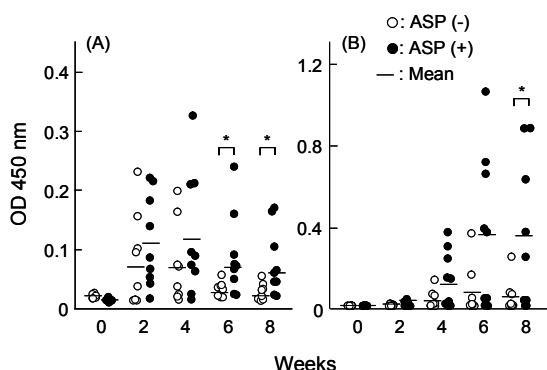 (A)
(B)
○: ASP (-)
●: ASP (+)
—: Mean
OD 450 nm
0.4
0.3
0.2
0.1
0
* *
0 2 4 6 8
1.2
0.8
0.4
0
*
0 2 4 6 8
Weeks